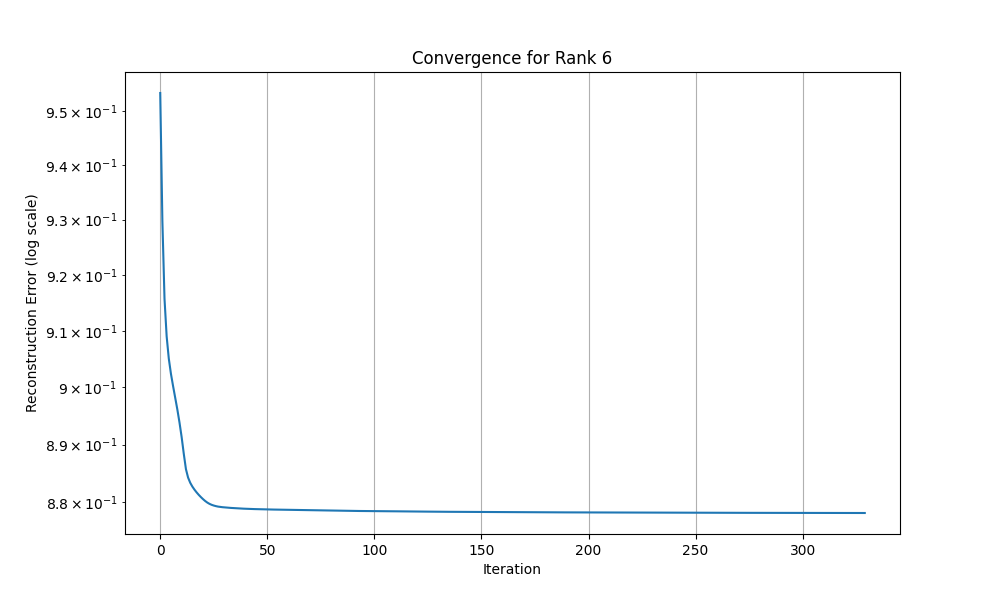 Convergence for Rank 6
Reconstruction Error (log scale)
9.5 × 10⁻¹
9.4 × 10⁻¹
9.3 × 10⁻¹
9.2 × 10⁻¹
9.1 × 10⁻¹
9 × 10⁻¹
8.9 × 10⁻¹
8.8 × 10⁻¹
0 50 100 150 200 250 300
Iteration